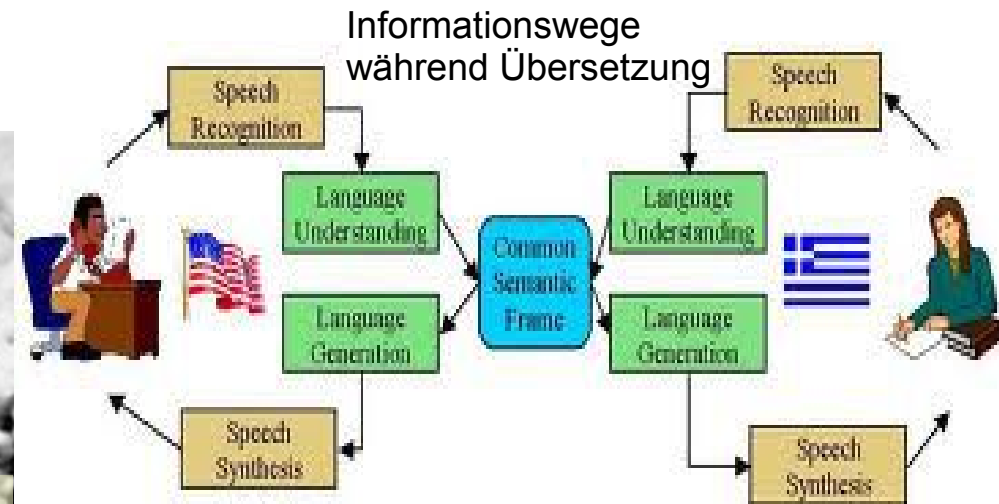 Informationswege
während Übersetzung
Speech
Recognition
Speech
Recognition
Language
Understanding
Language
Understanding
Common
Semantic
Frame
Language
Generation
Language
Generation
Speech
Synthesis
Speech
Synthesis